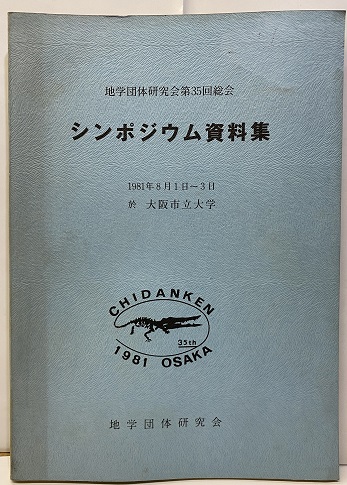 地学団体研究会第35回総会
シンポジウム資料集
1981年8月1日～3日
於 大阪市立大学
CHIDANKEN
35th
1981 OSAKA
地学団体研究会